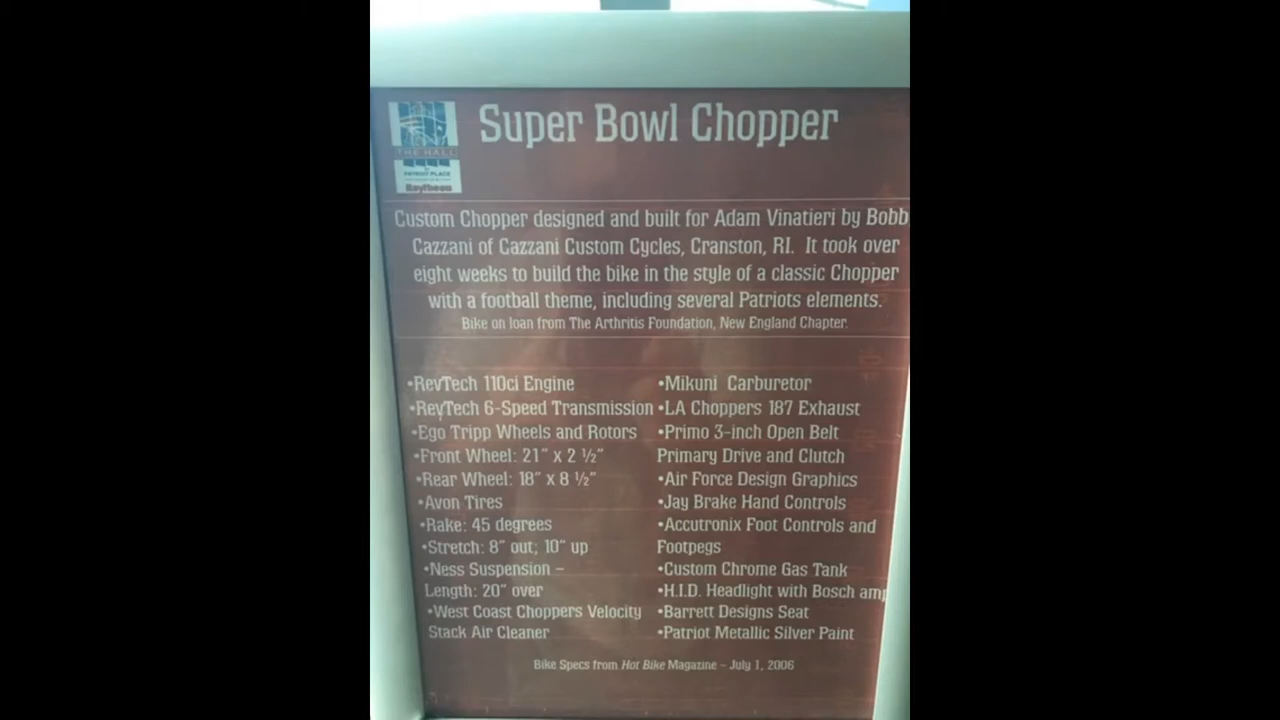 Super Bowl Chopper
THE HALL
PATRIOT PLACE
Raytheon
Custom Chopper designed and built for Adam Vinatieri by Bobb
Cazzani of Cazzani Custom Cycles, Cranston, RI. It took over
eight weeks to build the bike in the style of a classic Chopper
with a football theme, including several Patriots elements.
Bike on loan from The Arthritis Foundation, New England Chapter.
•RevTech 110ci Engine
•RevTech 6-Speed Transmission
•Ego Tripp Wheels and Rotors
•Front Wheel: 21" x 2 ½"
•Rear Wheel: 18" x 8 ½"
•Avon Tires
•Rake: 45 degrees
•Stretch: 8" out; 10" up
•Ness Suspension –
Length: 20" over
•West Coast Choppers Velocity
Stack Air Cleaner
•Mikuni Carburetor
•LA Choppers 187 Exhaust
•Primo 3-inch Open Belt
Primary Drive and Clutch
•Air Force Design Graphics
•Jay Brake Hand Controls
•Accutronix Foot Controls and
Footpegs
•Custom Chrome Gas Tank
•H.I.D. Headlight with Bosch amp
•Barrett Designs Seat
•Patriot Metallic Silver Paint
Bike Specs from Hot Bike Magazine – July 1, 2006